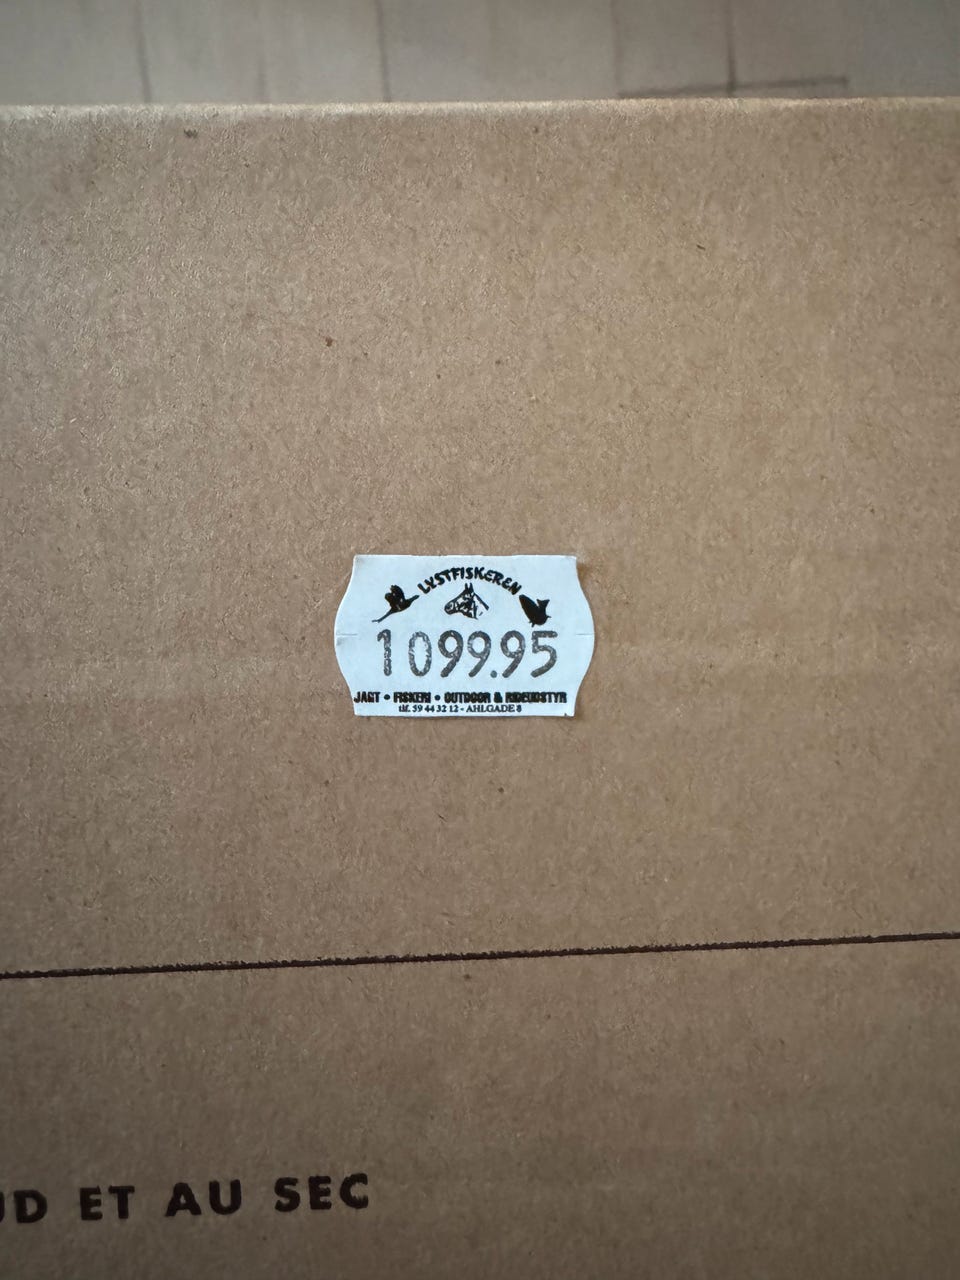 LYSTFISKEREN
1099.95
JAGT • FISKERI • OUTDOOR & RIDEUDSTYR
tlf. 59 44 32 12 - AHLGADE 8
UD ET AU SEC